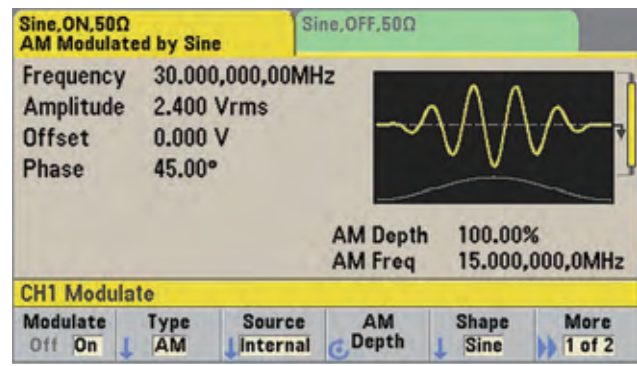 Sine,ON,50Ω
AM Modulated by Sine
Sine,OFF,50Ω
Frequency 30.000,000,00MHz
Amplitude 2.400 Vrms
Offset 0.000 V
Phase 45.00°
AM Depth 100.00%
AM Freq 15.000,000,0MHz
CH1 Modulate
Modulate Off On
Type AM
Source Internal
AM Depth
Shape Sine
More 1 of 2